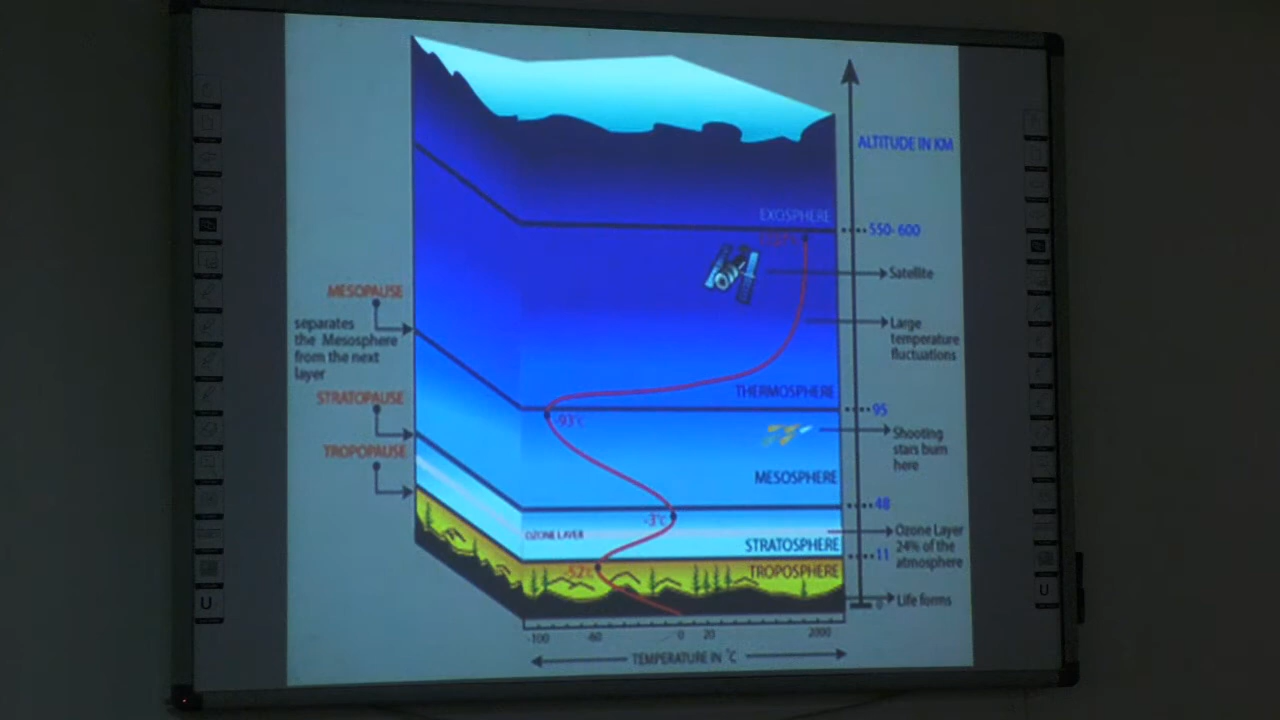 ALTITUDE IN KM
EXOSPHERE
550-600
Satellite
MESOPAUSE
separates
the Mesosphere
from the next
layer
Large
temperature
fluctuations
STRATOPAUSE
THERMOSPHERE
95
-93°C
Shooting
stars burn
here
TROPOPAUSE
MESOSPHERE
48
-3°C
OZONE LAYER
Ozone Layer
24% of the
atmosphere
STRATOSPHERE
11
-52°C
TROPOSPHERE
Life forms
0
-100
-60
0
20
2000
TEMPERATURE IN °C
U
U